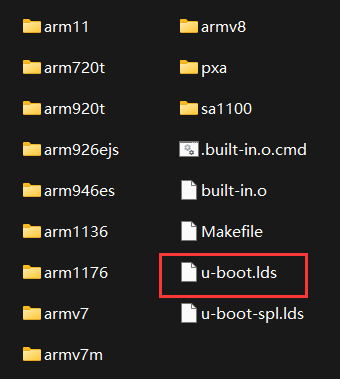 arm11
arm720t
arm920t
arm926ejs
arm946es
arm1136
arm1176
armv7
armv7m
armv8
pxa
sa1100
.built-in.o.cmd
built-in.o
Makefile
u-boot.lds
u-boot-spl.lds